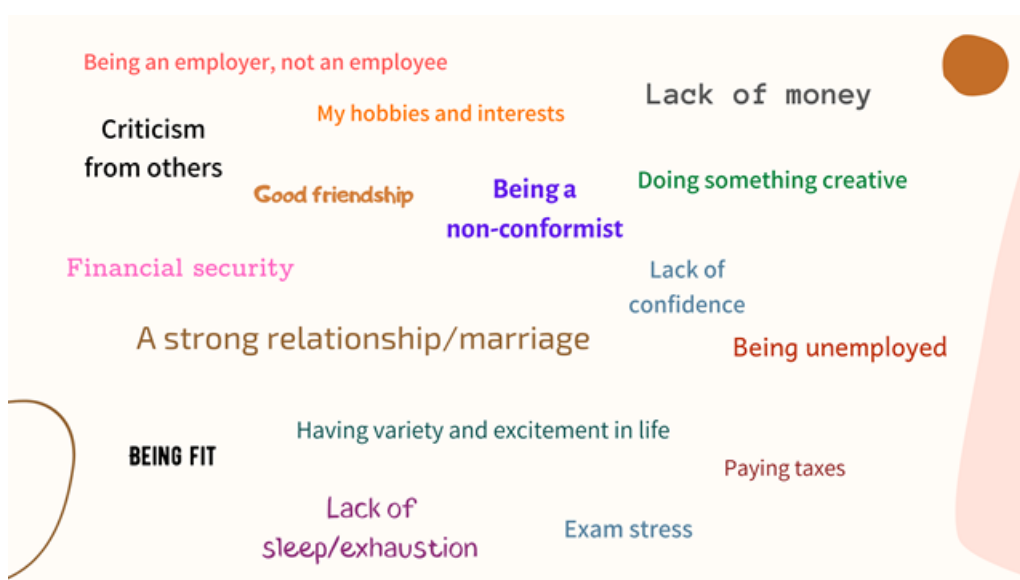 Being an employer, not an employee
Lack of money
My hobbies and interests
Criticism
from others
Good friendship
Being a
non-conformist
Doing something creative
Financial security
Lack of
confidence
A strong relationship/marriage
Being unemployed
Having variety and excitement in life
BEING FIT
Paying taxes
Lack of
sleep/exhaustion
Exam stress